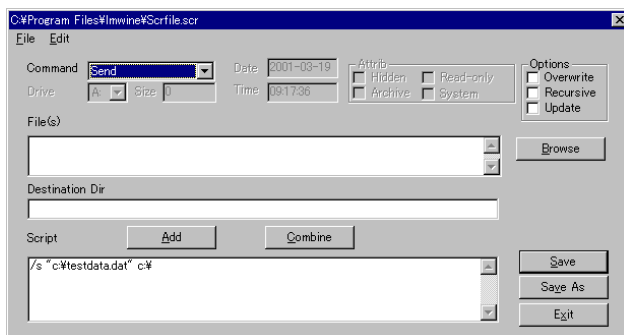 C:¥Program Files¥Imwine¥Scrfile.scr
File Edit
Command Send Date 2001-03-19 Attrib Options
Hidden Read-only Overwrite
Drive A: Size 0 Time 09:17:36 Archive System Recursive
Update
File(s)
Browse
Destination Dir
Script Add Combine
/s "c:¥testdata.dat" c:¥
Save
Save As
Exit